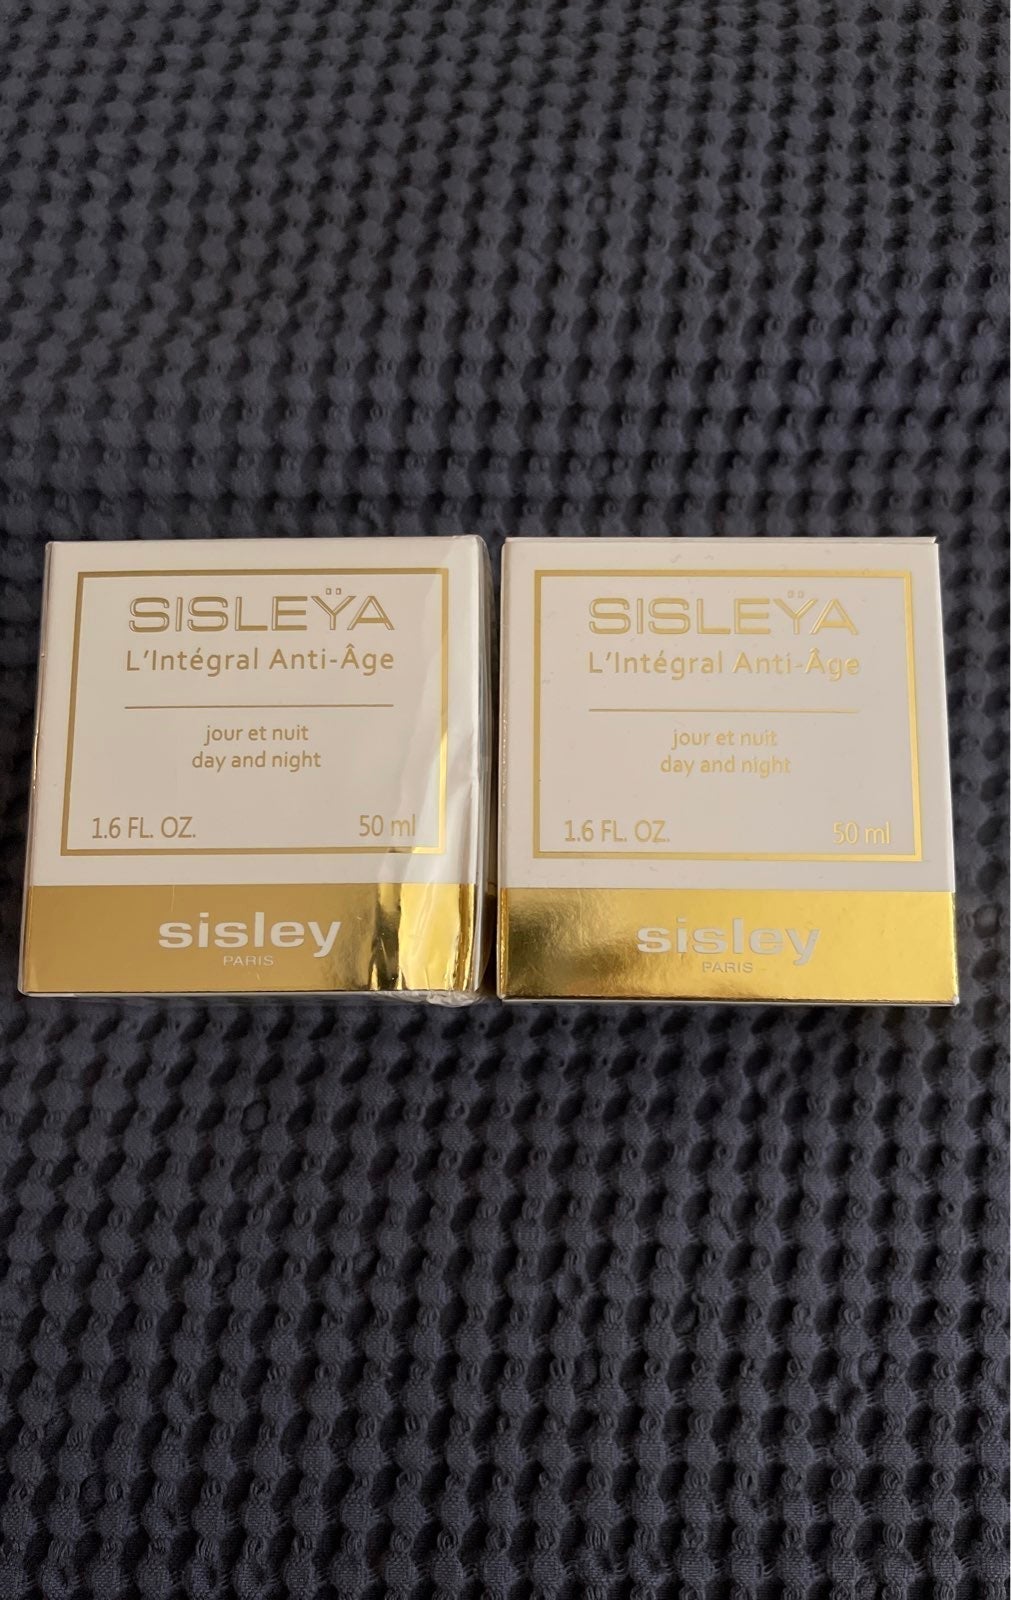 SISLEŸA
L'Intégral Anti-Âge
jour et nuit
day and night
1.6 FL. OZ. 50 ml
sisley
PARIS
SISLEŸA
L'Intégral Anti-Âge
jour et nuit
day and night
1.6 FL. OZ. 50 ml
sisley
PARIS